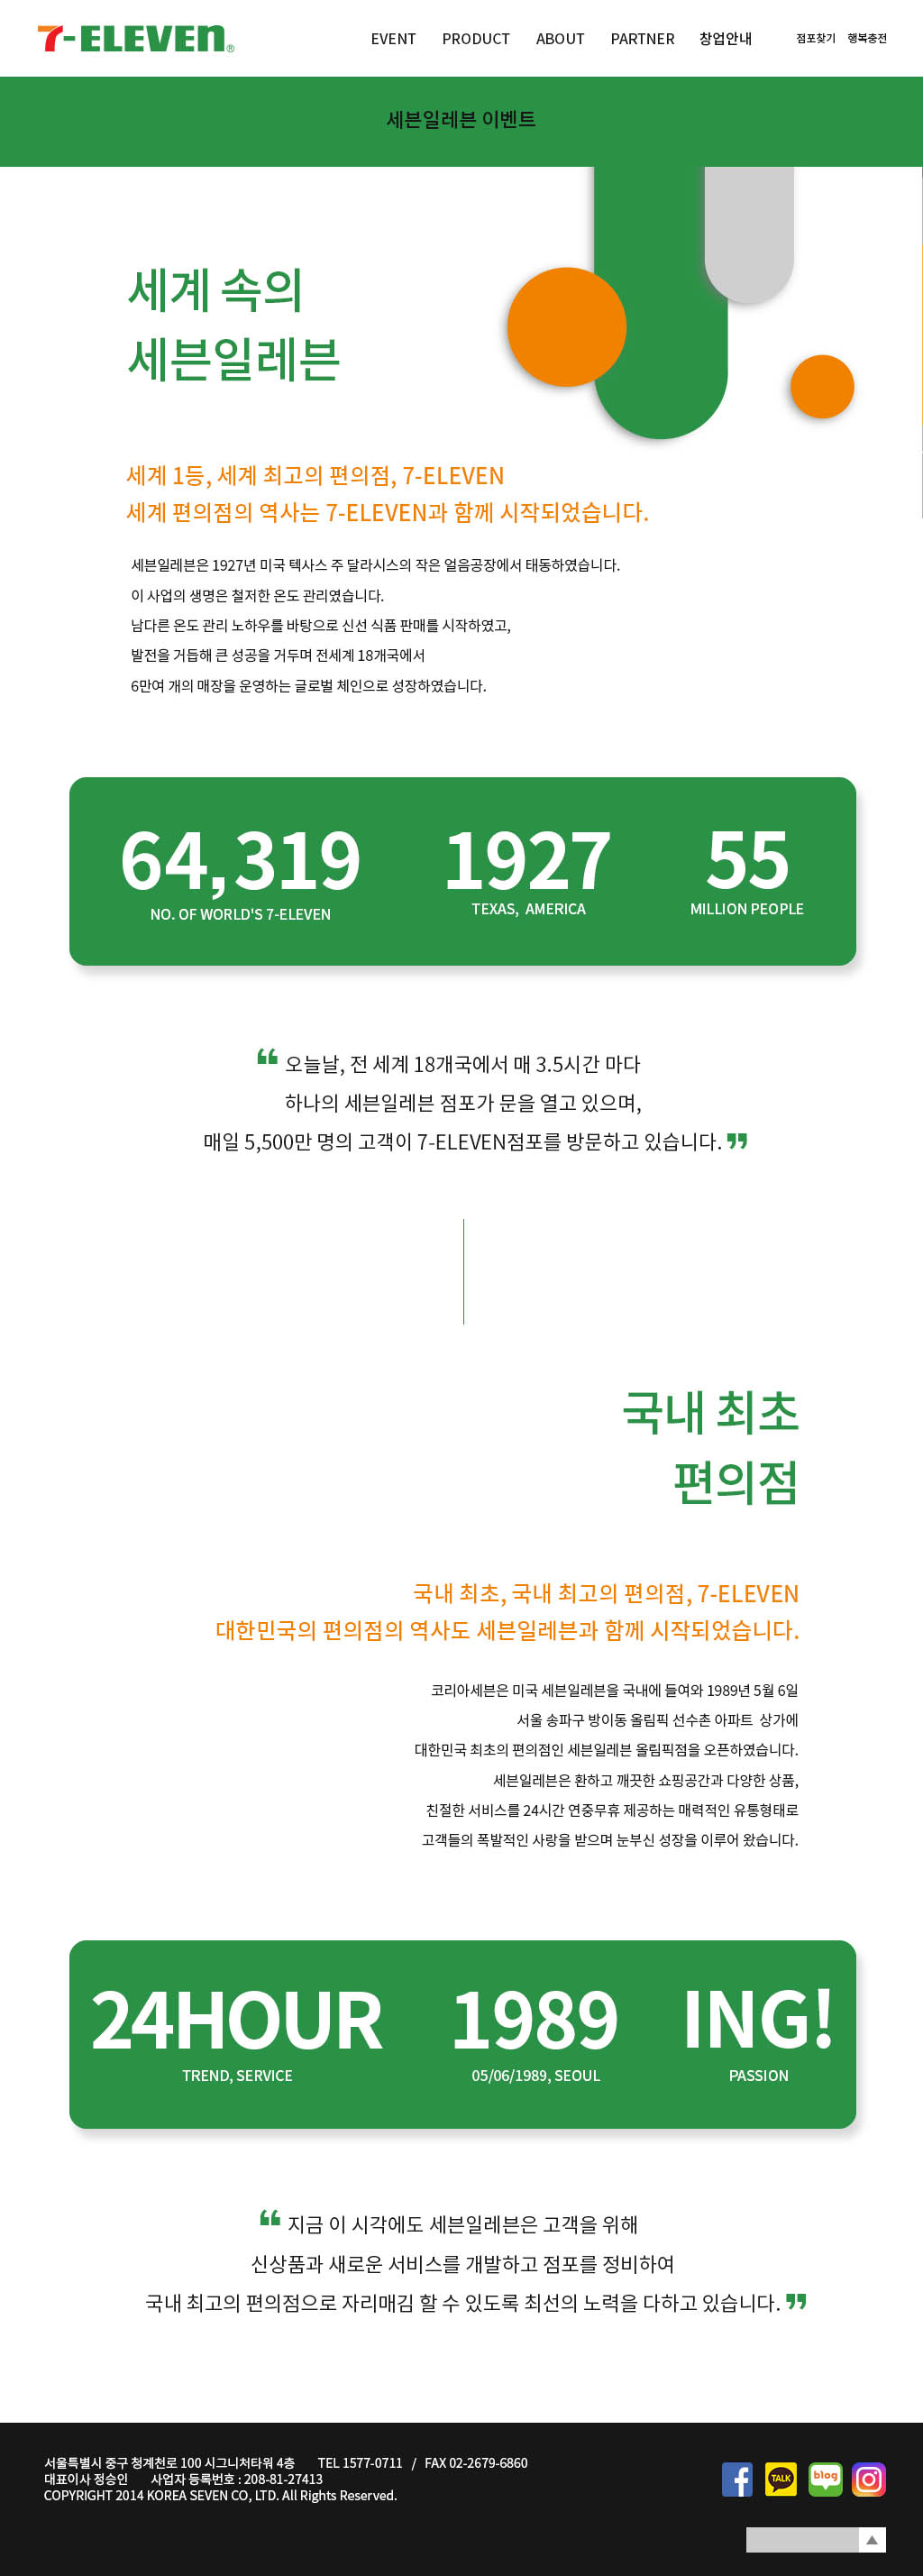 7-ELEVEN®
EVENT PRODUCT ABOUT PARTNER 창업안내 점포찾기 행복충전
세븐일레븐 이벤트
세계 속의
세븐일레븐
세계 1등, 세계 최고의 편의점, 7-ELEVEN
세계 편의점의 역사는 7-ELEVEN과 함께 시작되었습니다.
세븐일레븐은 1927년 미국 텍사스 주 달라시스의 작은 얼음공장에서 태동하였습니다.
이 사업의 생명은 철저한 온도 관리였습니다.
남다른 온도 관리 노하우를 바탕으로 신선 식품 판매를 시작하였고,
발전을 거듭해 큰 성공을 거두며 전세계 18개국에서
6만여 개의 매장을 운영하는 글로벌 체인으로 성장하였습니다.
64,319 1927 55
NO. OF WORLD'S 7-ELEVEN TEXAS, AMERICA MILLION PEOPLE
“ 오늘날, 전 세계 18개국에서 매 3.5시간 마다
하나의 세븐일레븐 점포가 문을 열고 있으며,
매일 5,500만 명의 고객이 7-ELEVEN점포를 방문하고 있습니다. ”
국내 최초
편의점
국내 최초, 국내 최고의 편의점, 7-ELEVEN
대한민국의 편의점의 역사도 세븐일레븐과 함께 시작되었습니다.
코리아세븐은 미국 세븐일레븐을 국내에 들여와 1989년 5월 6일
서울 송파구 방이동 올림픽 선수촌 아파트 상가에
대한민국 최초의 편의점인 세븐일레븐 올림픽점을 오픈하였습니다.
세븐일레븐은 환하고 깨끗한 쇼핑공간과 다양한 상품,
친절한 서비스를 24시간 연중무휴 제공하는 매력적인 유통형태로
고객들의 폭발적인 사랑을 받으며 눈부신 성장을 이루어 왔습니다.
24HOUR 1989 ING!
TREND, SERVICE 05/06/1989, SEOUL PASSION
“ 지금 이 시각에도 세븐일레븐은 고객을 위해
신상품과 새로운 서비스를 개발하고 점포를 정비하여
국내 최고의 편의점으로 자리매김 할 수 있도록 최선의 노력을 다하고 있습니다. ”
서울특별시 중구 청계천로 100 시그니처타워 4층 TEL 1577-0711 / FAX 02-2679-6860
대표이사 정승인 사업자 등록번호 : 208-81-27413
COPYRIGHT 2014 KOREA SEVEN CO, LTD. All Rights Reserved.
TALK blog